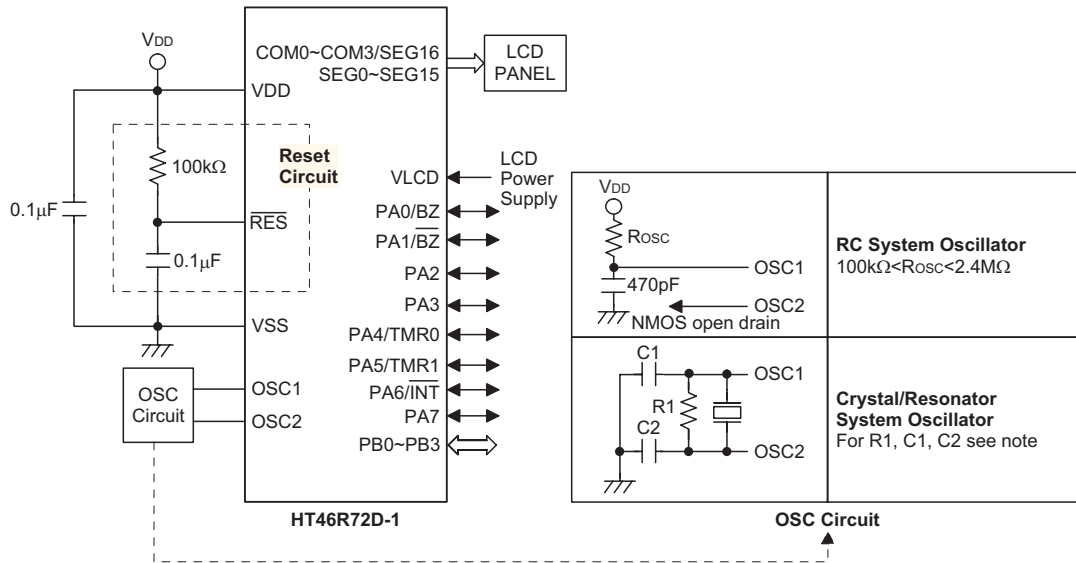 VDD
COM0~COM3/SEG16
SEG0~SEG15
LCD
PANEL
VDD
Reset
Circuit
100kΩ
VLCD
LCD
Power
Supply
0.1µF
RES
0.1µF
PA0/BZ
PA1/BZ
PA2
PA3
VSS
PA4/TMR0
PA5/TMR1
OSC
Circuit
OSC1
OSC2
PA6/INT
PA7
PB0~PB3
HT46R72D-1
VDD
ROSC
OSC1
470pF
OSC2
NMOS open drain
RC System Oscillator
100kΩ<ROSC<2.4MΩ
C1
OSC1
R1
C2
OSC2
Crystal/Resonator
System Oscillator
For R1, C1, C2 see note
OSC Circuit